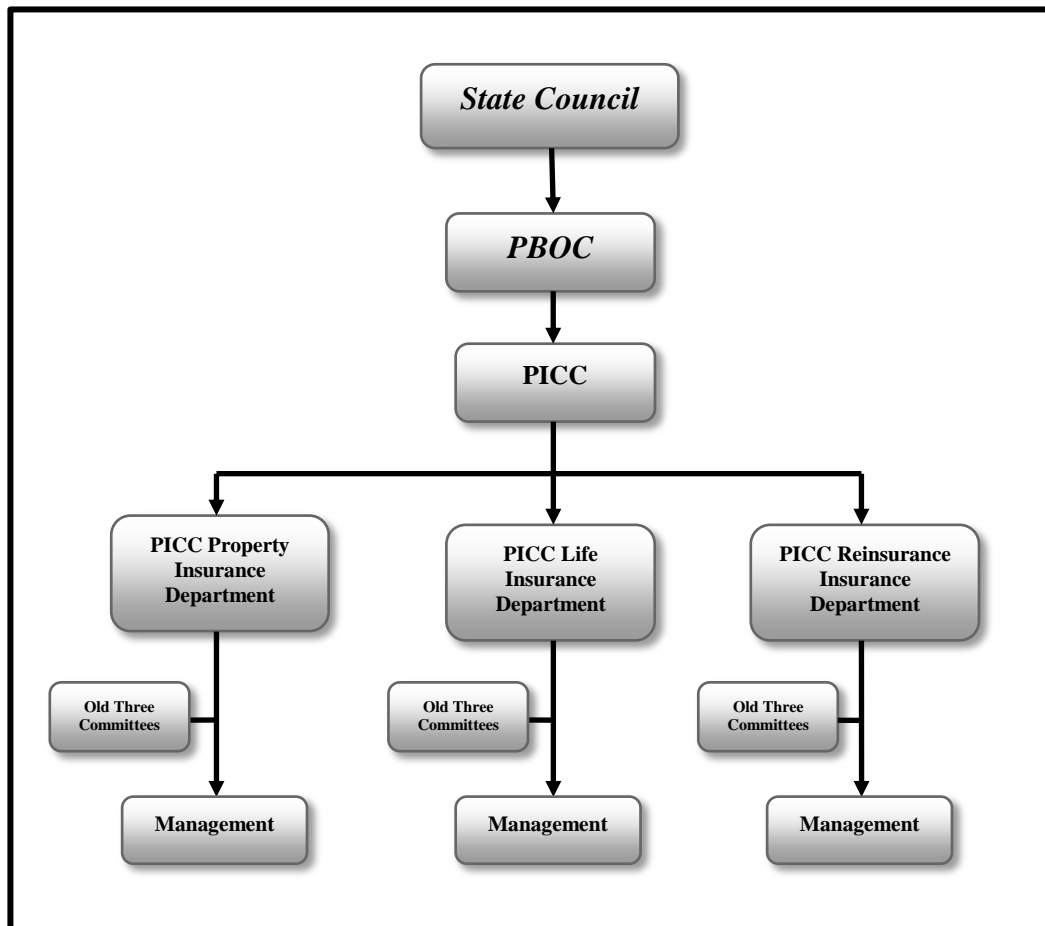 State Council
PBOC
PICC
PICC Property
Insurance
Department
PICC Life
Insurance
Department
PICC Reinsurance
Insurance
Department
Old Three
Committees
Old Three
Committees
Old Three
Committees
Management
Management
Management